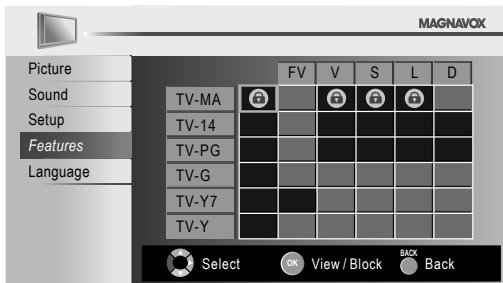 MAGNAVOX
Picture
Sound
Setup
Features
Language
FV V S L D
TV-MA
TV-14
TV-PG
TV-G
TV-Y7
TV-Y
Select OK View / Block BACK Back